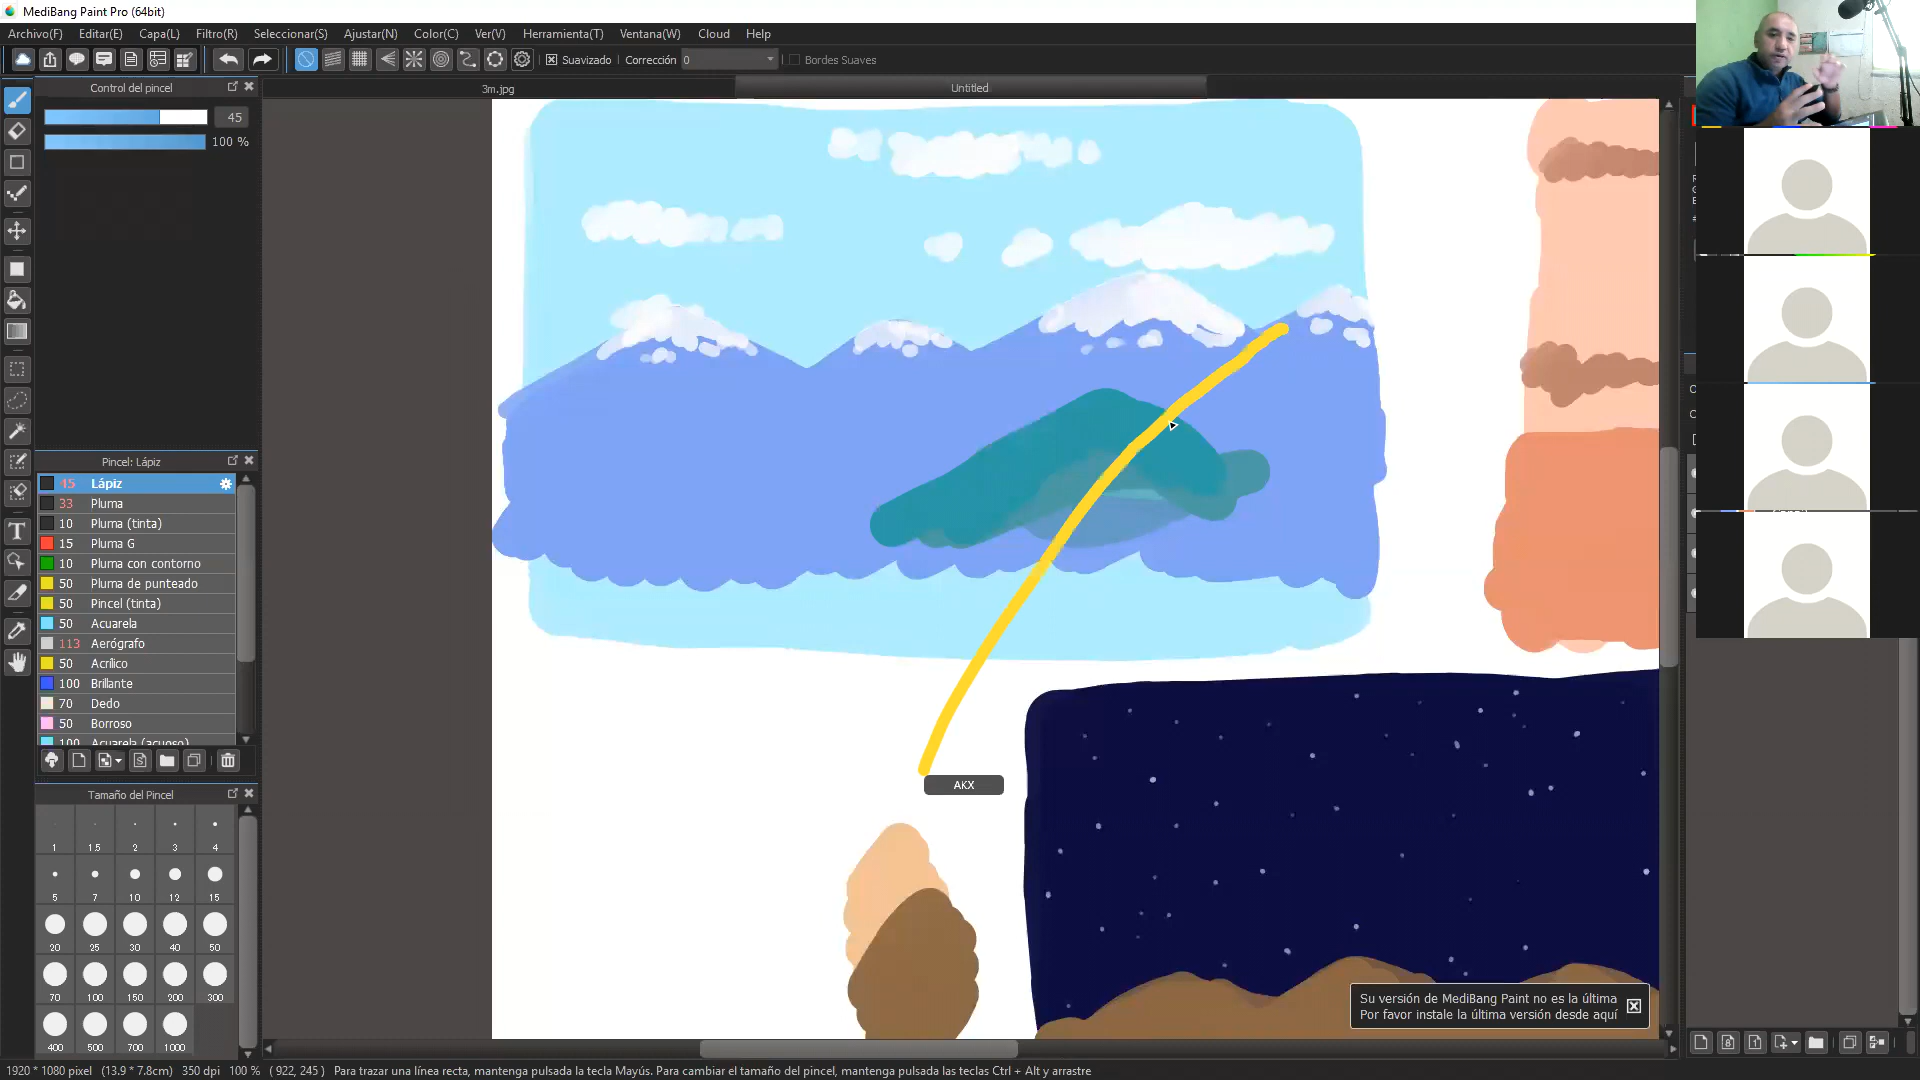 MediBang Paint Pro (64bit)
Archivo(F) Editar(E) Capa(L) Filtro(R) Seleccionar(S) Ajustar(N) Color(C) Ver(V) Herramienta(T) Ventana(W) Cloud Help
Suavizado Corrección 0 Bordes Suaves
Control del pincel
3m.jpg Untitled
45
100 %
Pincel: Lápiz
45 Lápiz
33 Pluma
10 Pluma (tinta)
15 Pluma G
10 Pluma con contorno
50 Pluma de punteado
50 Pincel (tinta)
50 Acuarela
113 Aerógrafo
50 Acrílico
100 Brillante
70 Dedo
50 Borroso
100 Acuarela (acuoso)
AKX
Tamaño del Pincel
1 1.5 2 3 4
5 7 10 12 15
20 25 30 40 50
70 100 150 200 300
400 500 700 1000
Su versión de MediBang Paint no es la última
Por favor instale la última versión desde aquí
1920 * 1080 pixel (13.9 * 7.8cm) 350 dpi 100 % ( 922, 245 ) Para trazar una línea recta, mantenga pulsada la tecla Mayús. Para cambiar el tamaño del pincel, mantenga pulsada las teclas Ctrl + Alt y arrastre